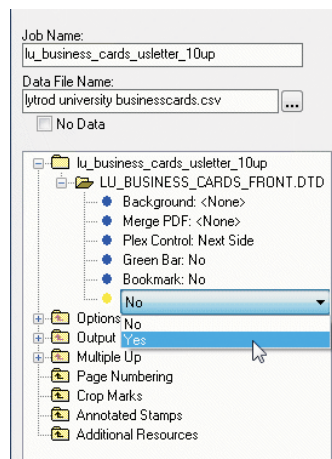 Job Name:
lu_business_cards_usletter_10up
Data File Name:
lytrod university businesscards.csv
...
No Data
lu_business_cards_usletter_10up
LU_BUSINESS_CARDS_FRONT.DTD
Background: <None>
Merge PDF: <None>
Plex Control: Next Side
Green Bar: No
Bookmark: No
No
Options
No
Output
Yes
Multiple Up
Page Numbering
Crop Marks
Annotated Stamps
Additional Resources